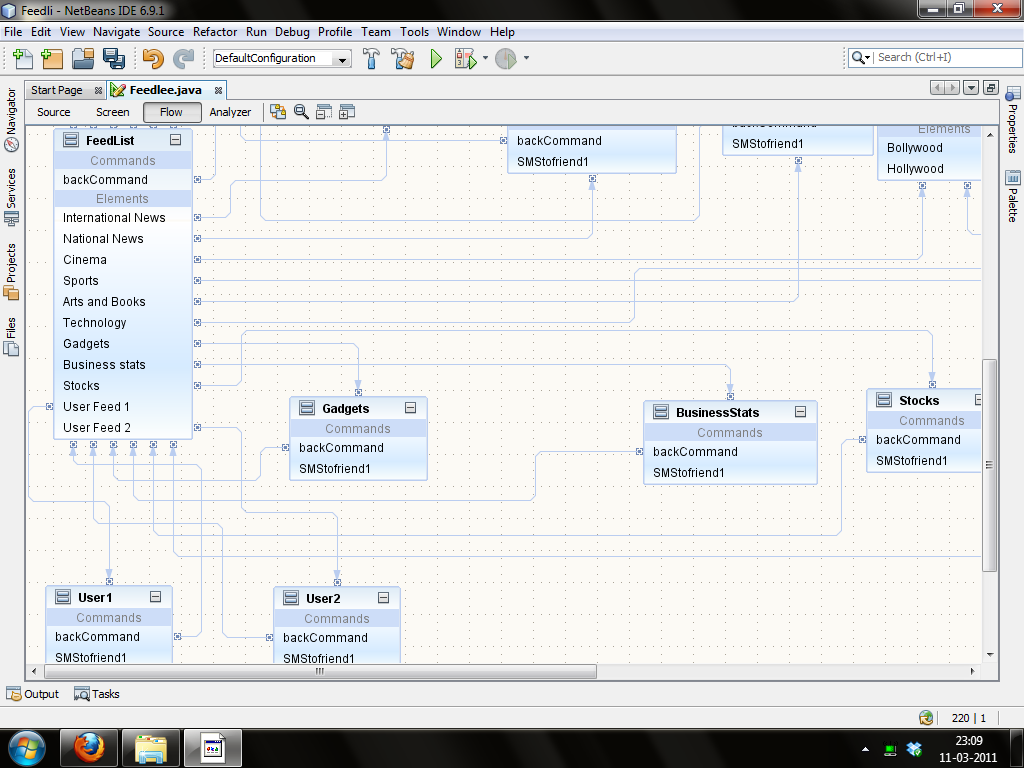 Feedli - NetBeans IDE 6.9.1
File Edit View Navigate Source Refactor Run Debug Profile Team Tools Window Help
DefaultConfiguration
Search (Ctrl+I)
Start Page
Feedlee.java
Source Screen Flow Analyzer
Navigator
Services
Projects
Files
Properties
Palette
FeedList
Commands
backCommand
Elements
International News
National News
Cinema
Sports
Arts and Books
Technology
Gadgets
Business stats
Stocks
User Feed 1
User Feed 2
backCommand
SMStofriend1
backCommand
SMStofriend1
Elements
Bollywood
Hollywood
Gadgets
Commands
backCommand
SMStofriend1
BusinessStats
Commands
backCommand
SMStofriend1
Stocks
Commands
backCommand
SMStofriend1
User1
Commands
backCommand
SMStofriend1
User2
Commands
backCommand
SMStofriend1
Output Tasks
220 | 1
23:09
11-03-2011